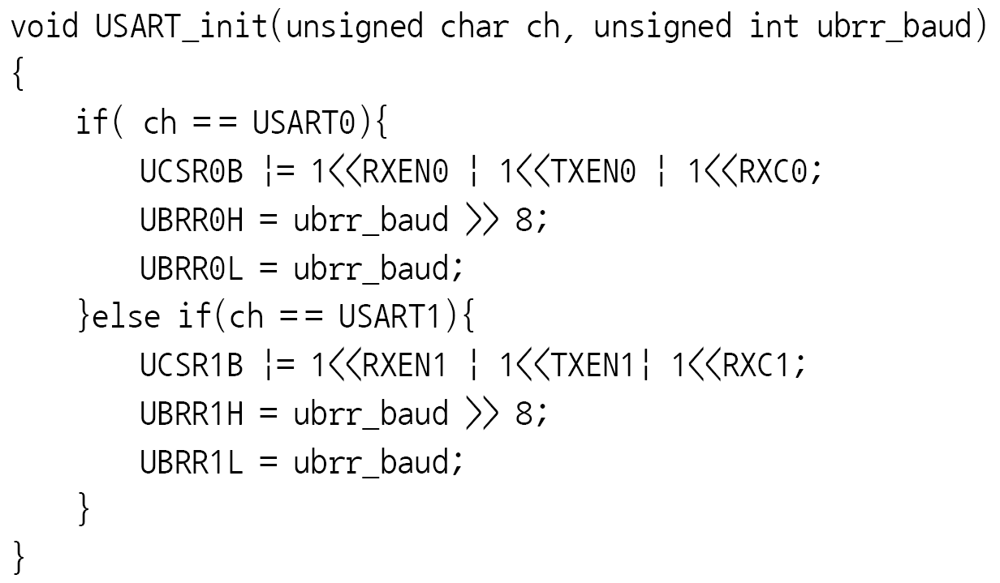 void USART_init(unsigned char ch, unsigned int ubrr_baud)
{
    if( ch == USART0){
        UCSR0B |= 1<<RXEN0 | 1<<TXEN0 | 1<<RXC0;
        UBRR0H = ubrr_baud >> 8;
        UBRR0L = ubrr_baud;
    }else if(ch == USART1){
        UCSR1B |= 1<<RXEN1 | 1<<TXEN1| 1<<RXC1;
        UBRR1H = ubrr_baud >> 8;
        UBRR1L = ubrr_baud;
    }
}